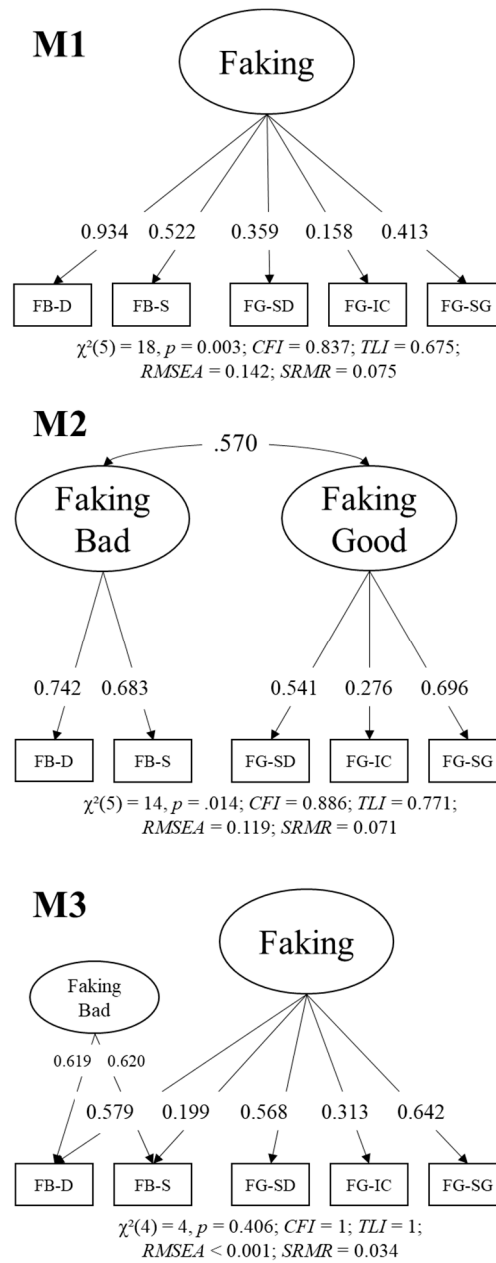 M1
Faking
0.934 0.522 0.359 0.158 0.413
FB-D FB-S FG-SD FG-IC FG-SG
χ²(5) = 18, p = 0.003; CFI = 0.837; TLI = 0.675;
RMSEA = 0.142; SRMR = 0.075
M2
.570
Faking
Bad
Faking
Good
0.742 0.683 0.541 0.276 0.696
FB-D FB-S FG-SD FG-IC FG-SG
χ²(5) = 14, p = .014; CFI = 0.886; TLI = 0.771;
RMSEA = 0.119; SRMR = 0.071
M3
Faking
Faking
Bad
0.619 0.620
0.579 0.199 0.568 0.313 0.642
FB-D FB-S FG-SD FG-IC FG-SG
χ²(4) = 4, p = 0.406; CFI = 1; TLI = 1;
RMSEA < 0.001; SRMR = 0.034